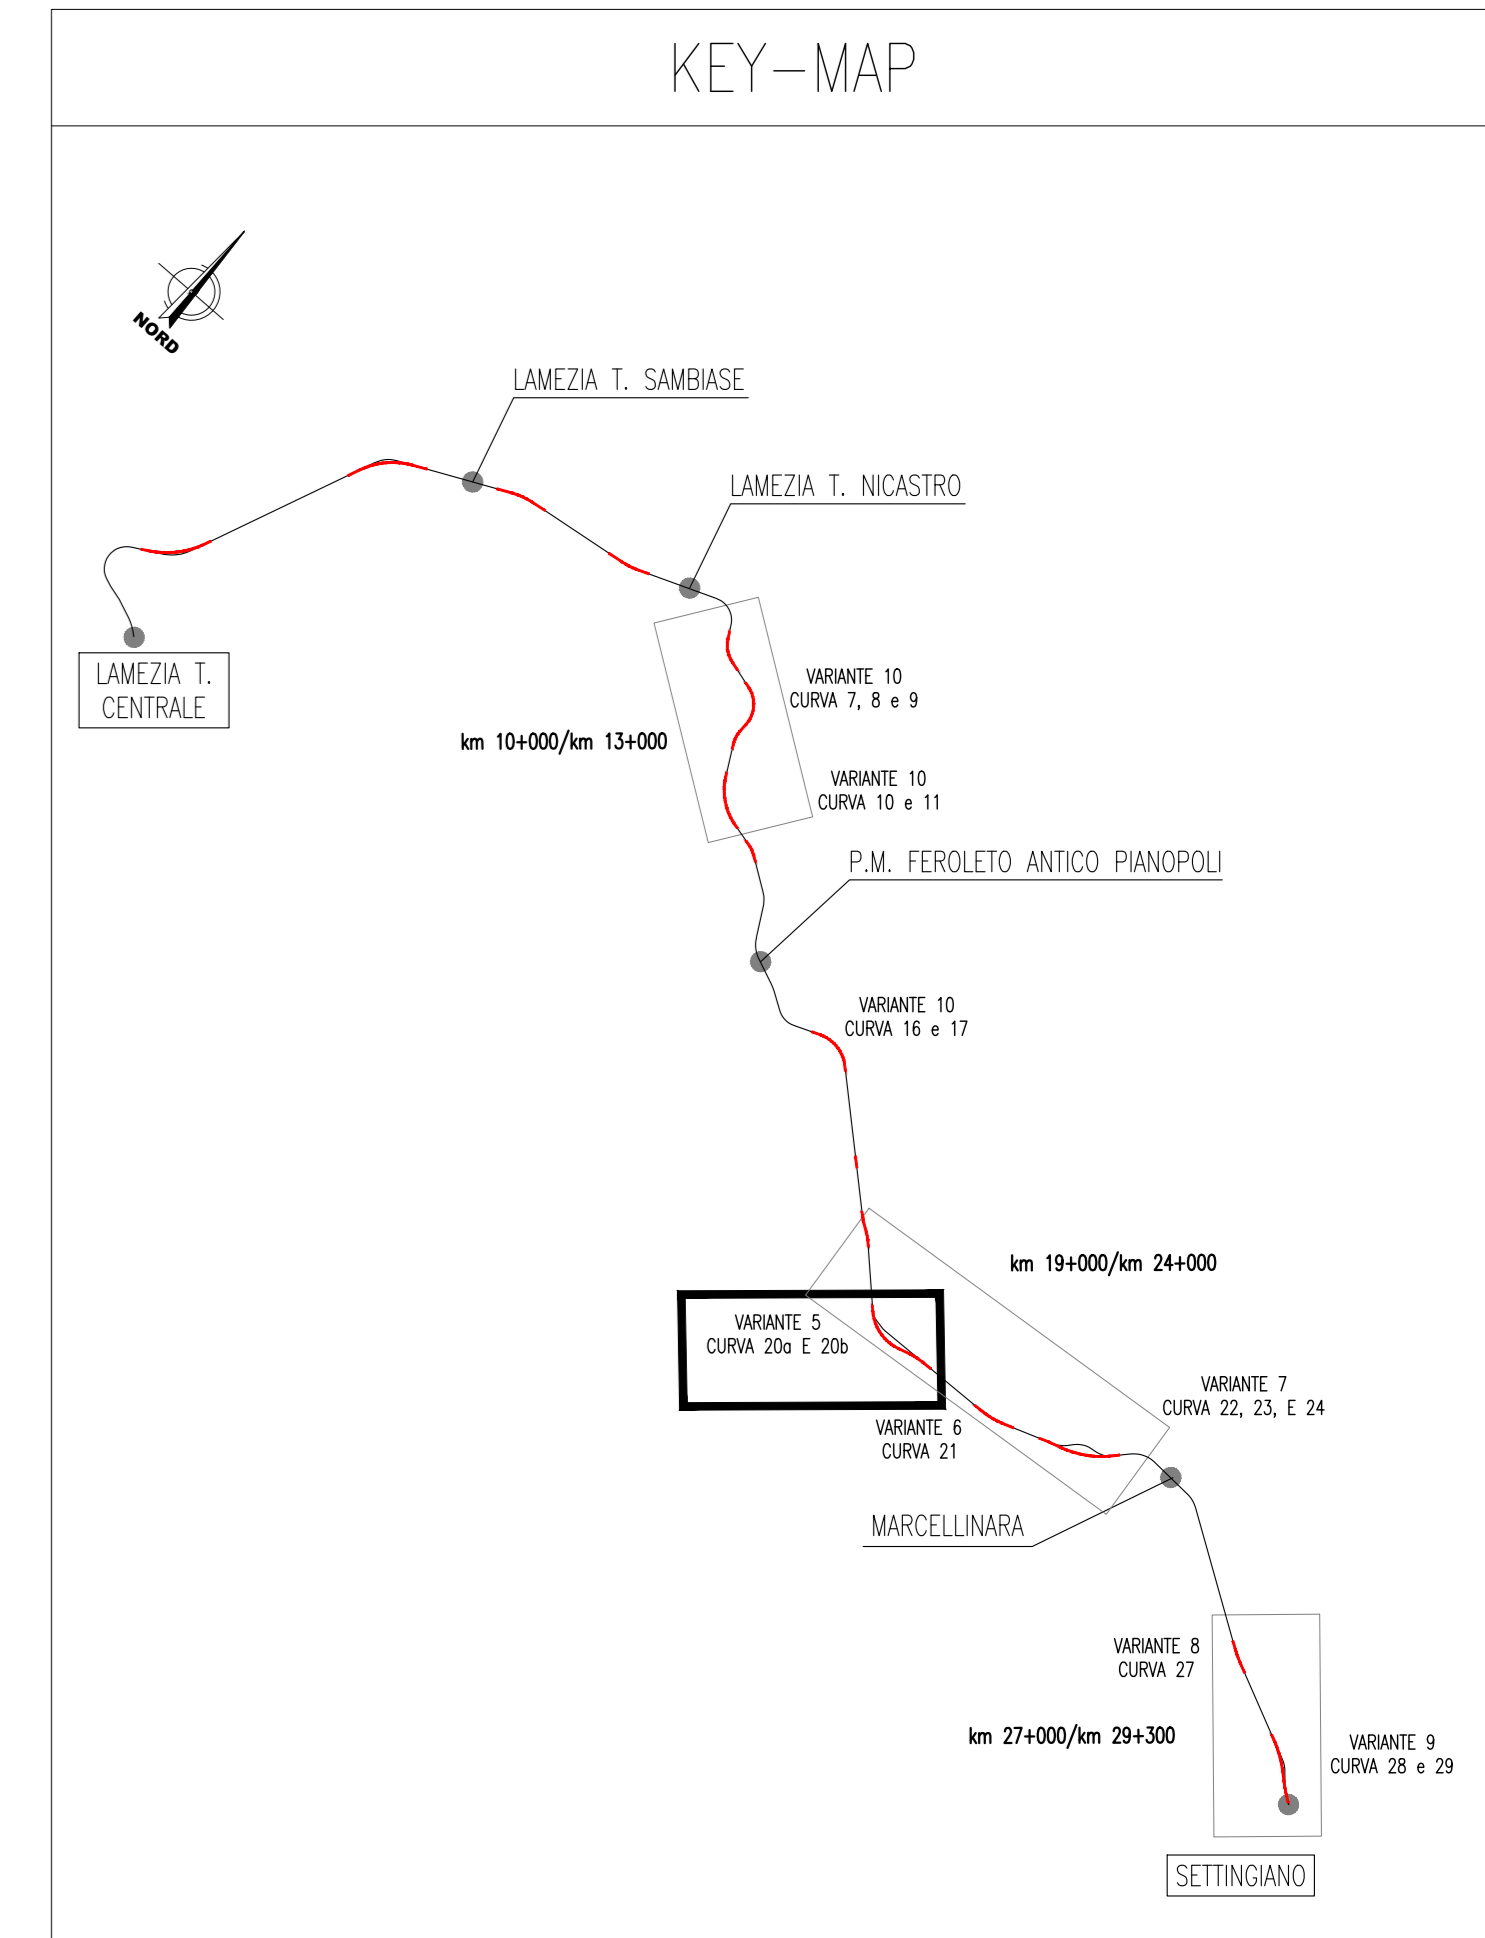 KEY-MAP
NORD
LAMEZIA T. SAMBIASE
LAMEZIA T. NICASTRO
LAMEZIA T.
CENTRALE
VARIANTE 10
CURVA 7, 8 e 9
km 10+000/km 13+000
VARIANTE 10
CURVA 10 e 11
P.M. FEROLETO ANTICO PIANOPOLI
VARIANTE 10
CURVA 16 e 17
km 19+000/km 24+000
VARIANTE 5
CURVA 20a E 20b
VARIANTE 7
CURVA 22, 23, E 24
VARIANTE 6
CURVA 21
MARCELLINARA
VARIANTE 8
CURVA 27
km 27+000/km 29+300
VARIANTE 9
CURVA 28 e 29
SETTINGIANO